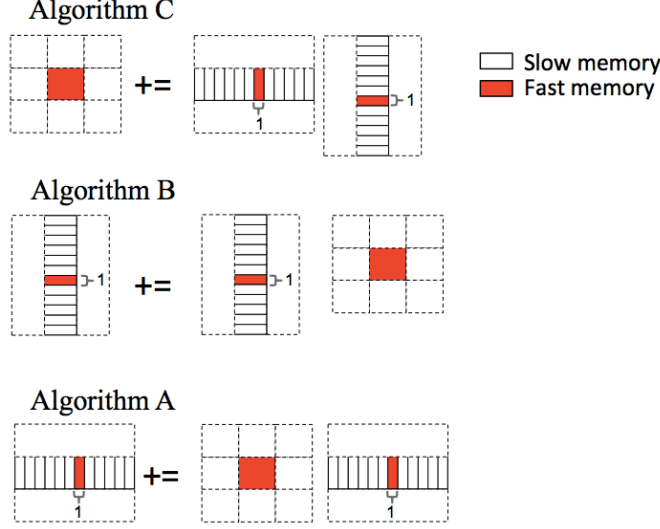 Algorithm C
+=
1
1
Slow memory
Fast memory
Algorithm B
1
+=
1
Algorithm A
+=
1
1